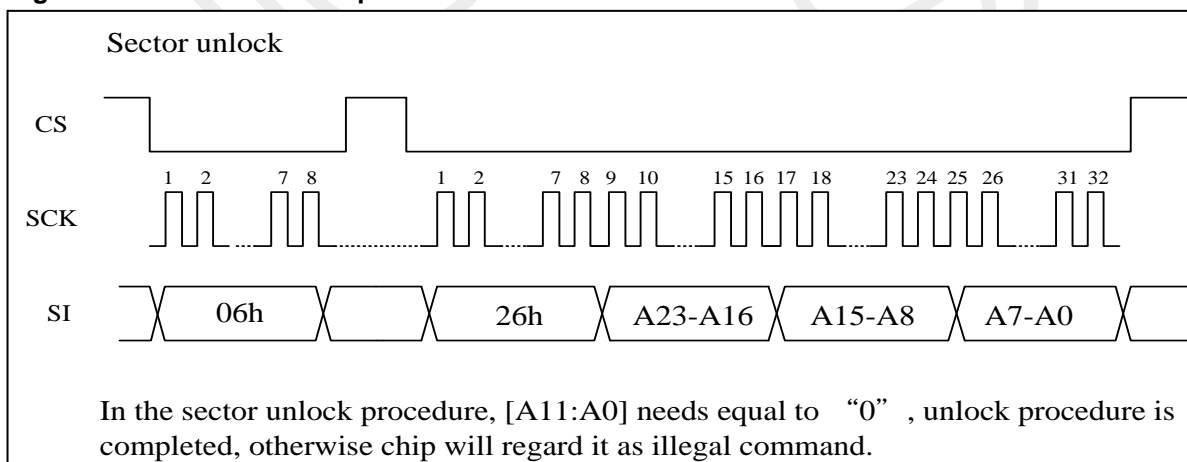 Sector unlock
CS
1 2 7 8 1 2 7 8 9 10 15 16 17 18 23 24 25 26 31 32
SCK
SI 06h 26h A23-A16 A15-A8 A7-A0
In the sector unlock procedure, [A11:A0] needs equal to “0”, unlock procedure is
completed, otherwise chip will regard it as illegal command.